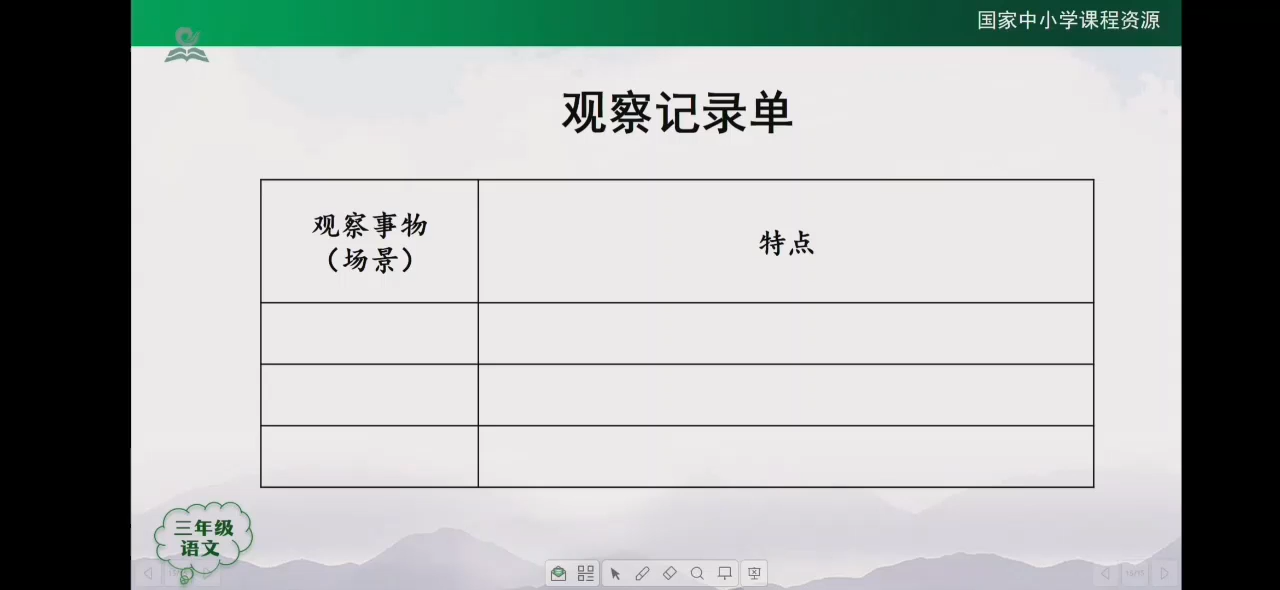 国家中小学课程资源
观察记录单
观察事物
（场景）
特点
三年级
语文